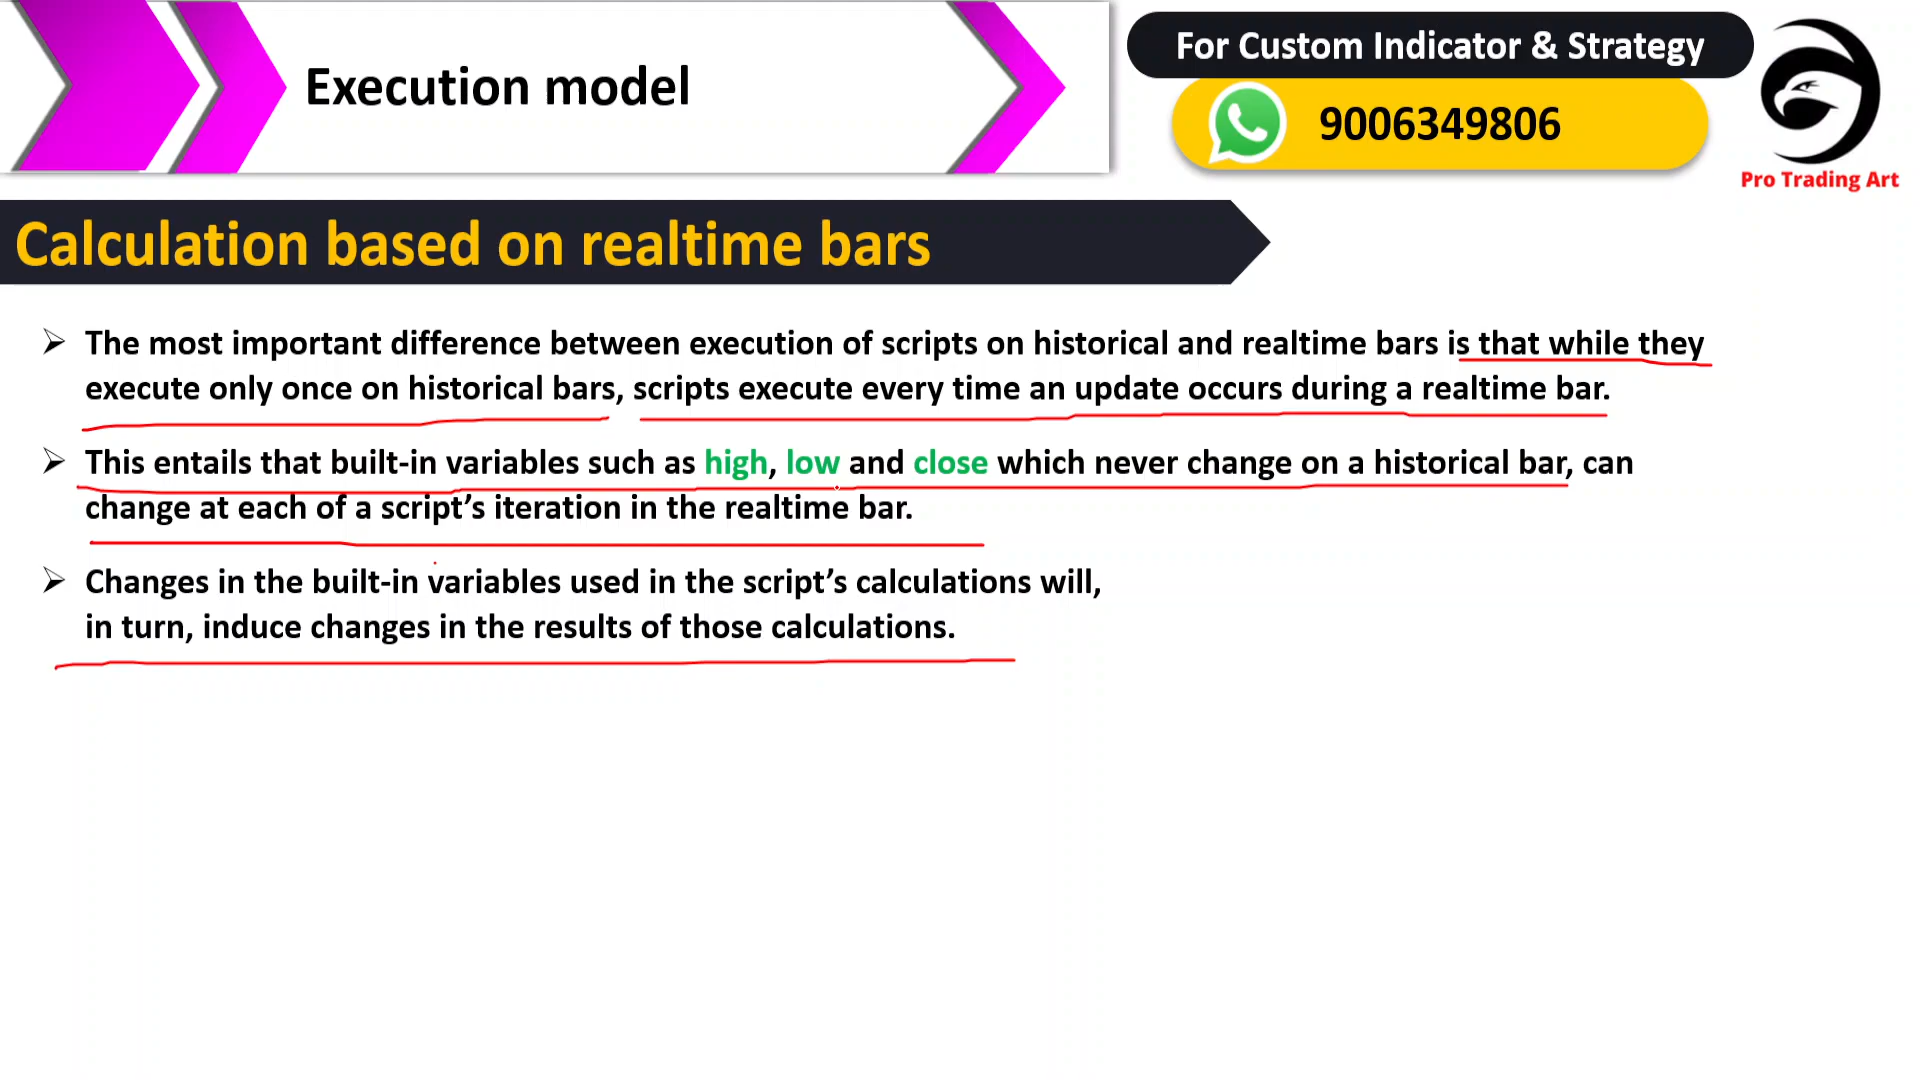 Execution model
For Custom Indicator & Strategy
9006349806
Pro Trading Art
Calculation based on realtime bars
The most important difference between execution of scripts on historical and realtime bars is that while they
execute only once on historical bars, scripts execute every time an update occurs during a realtime bar.
This entails that built-in variables such as high, low and close which never change on a historical bar, can
change at each of a script’s iteration in the realtime bar.
Changes in the built-in variables used in the script’s calculations will,
in turn, induce changes in the results of those calculations.